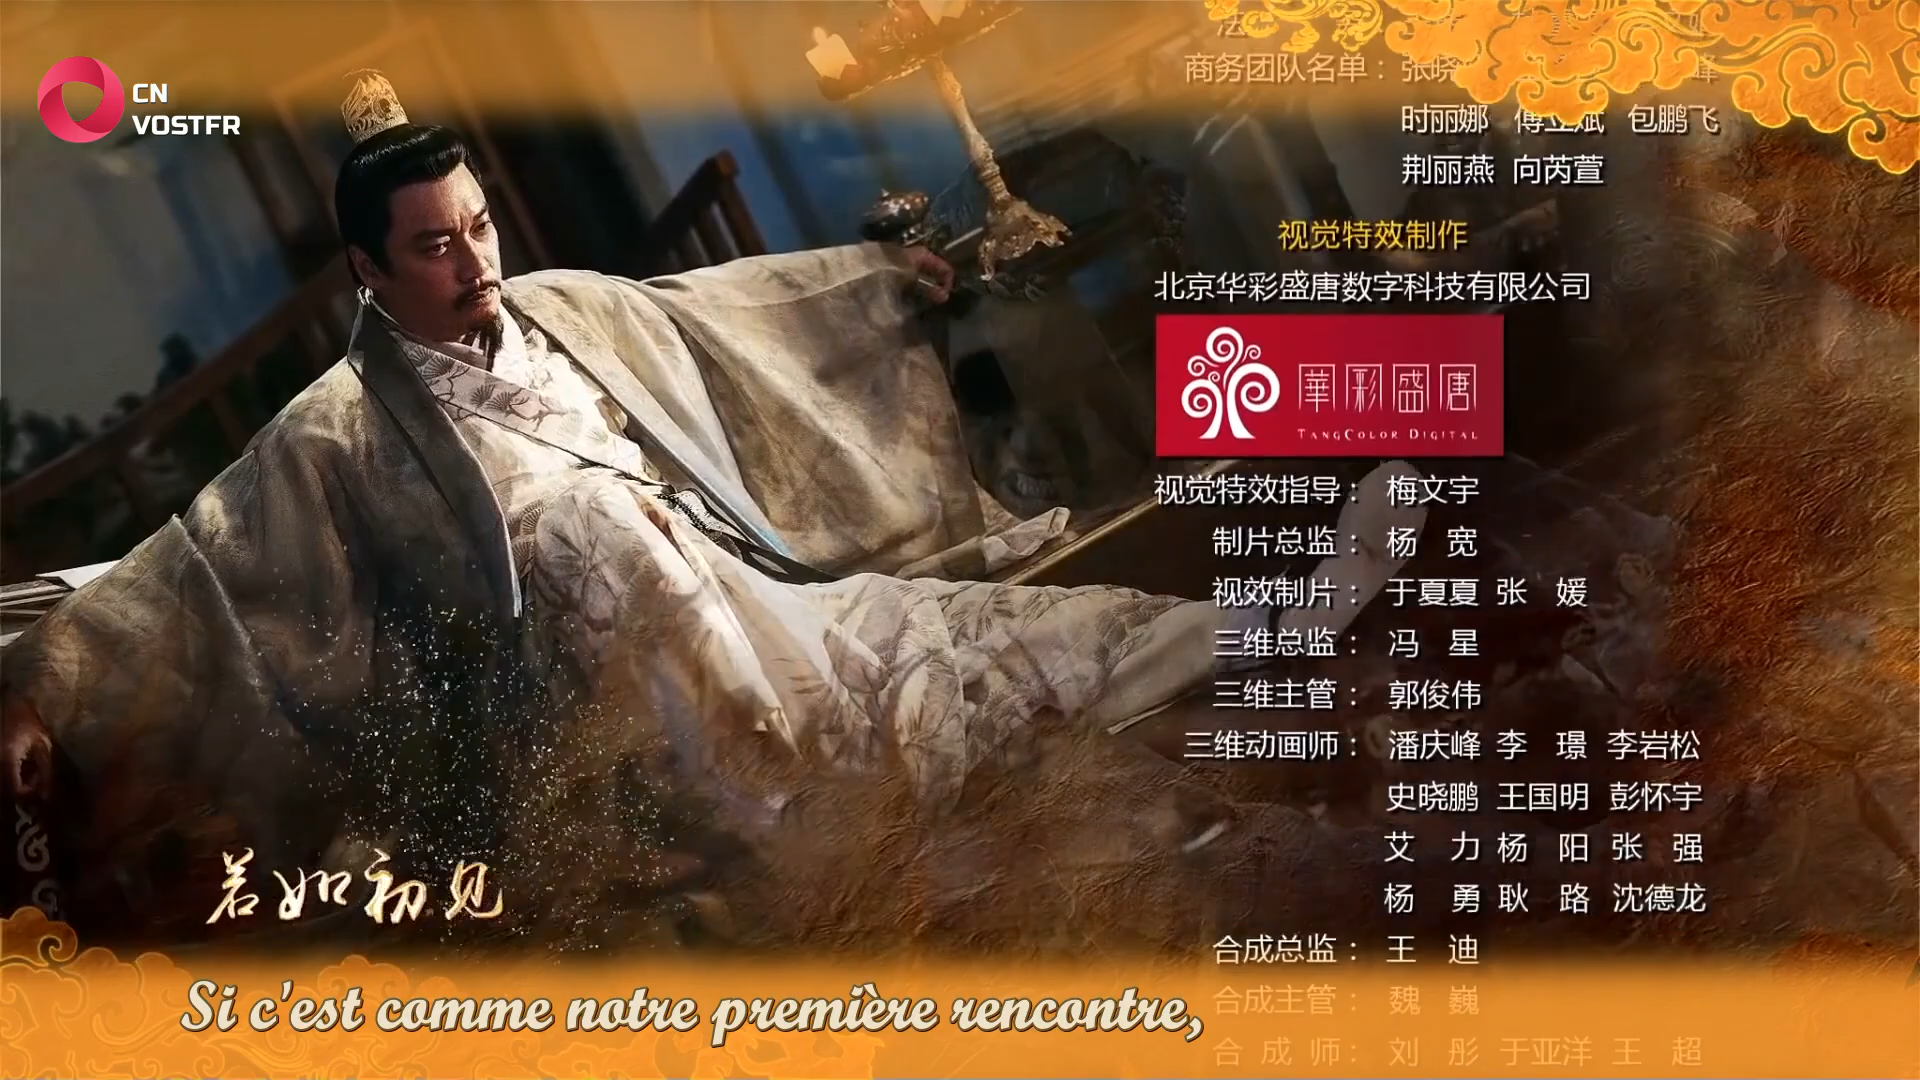 CN
VOSTFR
商务团队名单：张晓
时丽娜 傅立斌 包鹏飞
荆丽燕 向芮萱
视觉特效制作
北京华彩盛唐数字科技有限公司
華彩盛唐
TANGCOLOR DIGITAL
视觉特效指导： 梅文宇
制片总监： 杨 宽
视效制片： 于夏夏 张 媛
三维总监： 冯 星
三维主管： 郭俊伟
三维动画师： 潘庆峰 李 璟 李岩松
史晓鹏 王国明 彭怀宇
艾 力 杨 阳 张 强
杨 勇 耿 路 沈德龙
合成总监： 王 迪
合成主管： 魏 巍
合 成 师： 刘 彤 于亚洋 王 超
若如初见
Si c'est comme notre première rencontre,